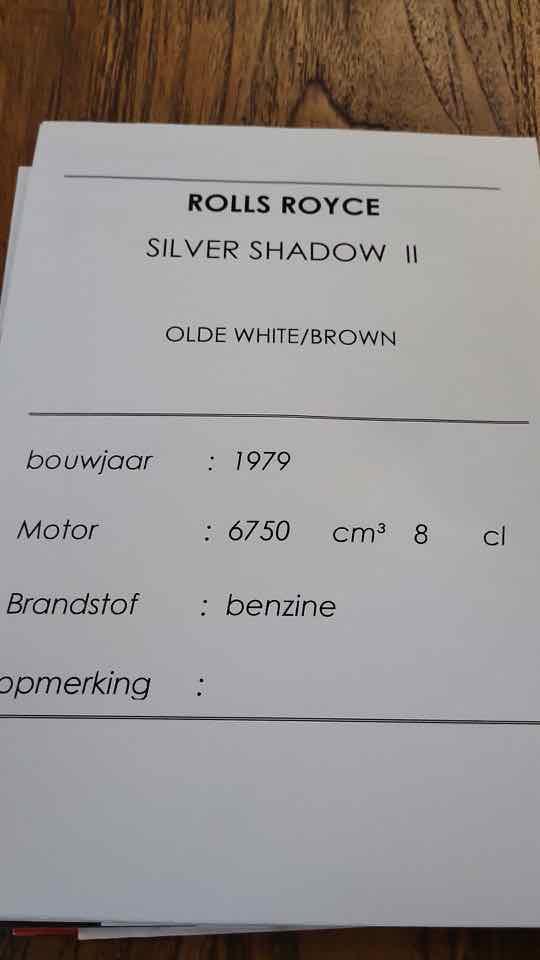 ROLLS ROYCE
SILVER SHADOW II
OLDE WHITE/BROWN
bouwjaar : 1979
Motor : 6750 cm³ 8 cl
Brandstof : benzine
opmerking :